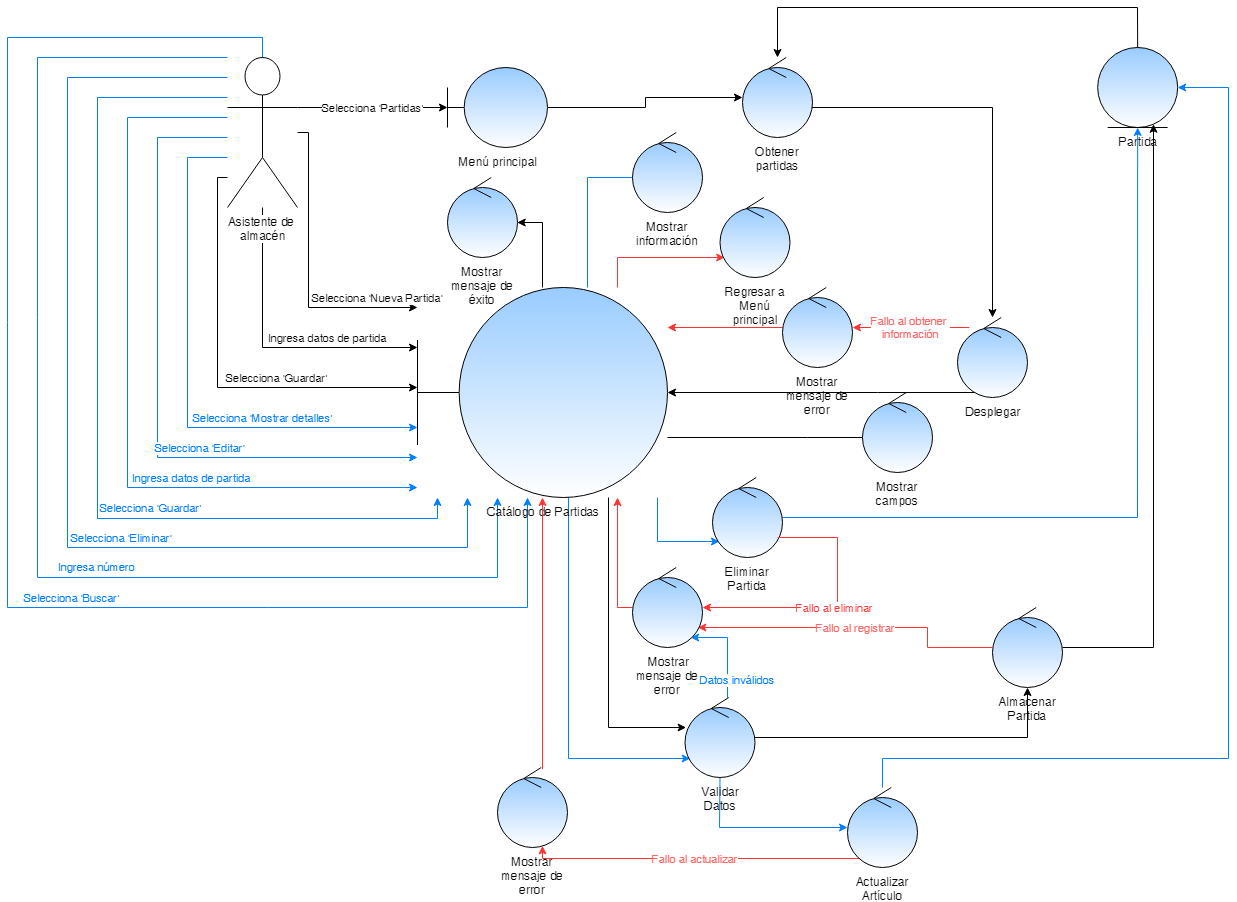 Selecciona 'Partidas'
Menú principal
Obtener
partidas
Partida
Asistente de
almacén
Mostrar
información
Mostrar
mensaje de
éxito
Regresar a
Menú
principal
Selecciona 'Nueva Partida'
Fallo al obtener
información
Ingresa datos de partida
Mostrar
mensaje de
error
Desplegar
Selecciona 'Guardar'
Selecciona 'Mostrar detalles'
Selecciona 'Editar'
Ingresa datos de partida
Mostrar
campos
Selecciona 'Guardar'
Catálogo de Partidas
Selecciona 'Eliminar'
Ingresa número
Eliminar
Partida
Selecciona 'Buscar'
Fallo al eliminar
Fallo al registrar
Mostrar
mensaje de
error
Datos inválidos
Almacenar
Partida
Validar
Datos
Mostrar
mensaje de
error
Fallo al actualizar
Actualizar
Artículo